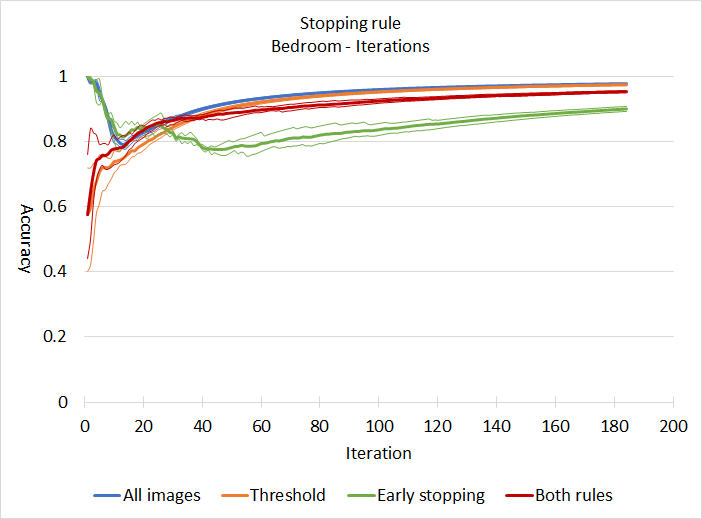 Stopping rule
Bedroom - Iterations
1
0.8
0.6
0.4
0.2
0
Accuracy
0 20 40 60 80 100 120 140 160 180 200
Iteration
All images Threshold Early stopping Both rules